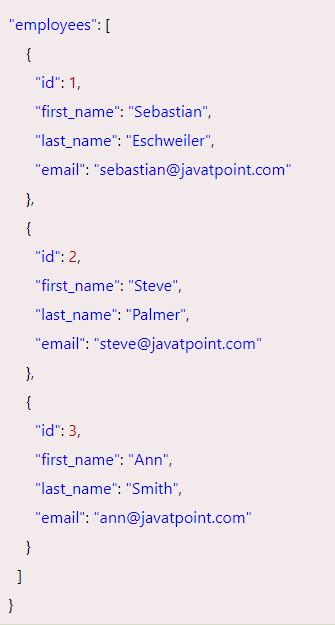 "employees": [
{
"id": 1,
"first_name": "Sebastian",
"last_name": "Eschweiler",
"email": "sebastian@javatpoint.com"
},
{
"id": 2,
"first_name": "Steve",
"last_name": "Palmer",
"email": "steve@javatpoint.com"
},
{
"id": 3,
"first_name": "Ann",
"last_name": "Smith",
"email": "ann@javatpoint.com"
}
]
}